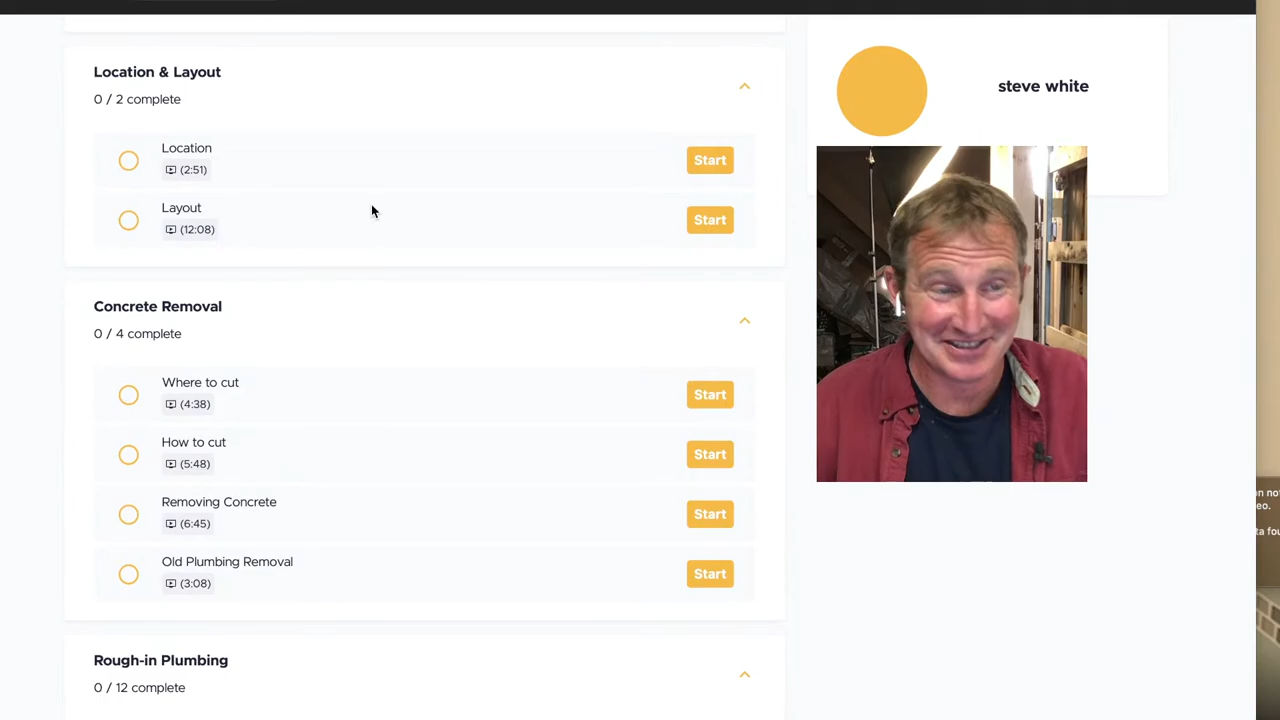 Location & Layout
0 / 2 complete
Location
(2:51)
Start
Layout
(12:08)
Start
Concrete Removal
0 / 4 complete
Where to cut
(4:38)
Start
How to cut
(5:48)
Start
Removing Concrete
(6:45)
Start
Old Plumbing Removal
(3:08)
Start
Rough-in Plumbing
0 / 12 complete
steve white